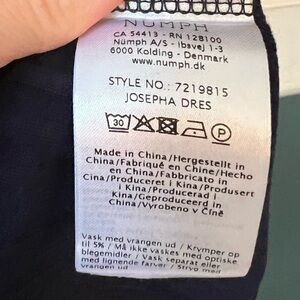 NÜMPH
CA 54413 - RN 128100
Nümph A/S - Ibsvej 1-3
6000 Kolding - Denmark
www.numph.dk
STYLE NO.: 7219815
JOSEPHA DRES
30 P
Made in China/Hergestellt in
China/Fabriqué en Chine/Hecho
en China/Fabbricato in
Cina/Produceret i Kina/Produsert
i Kina/Producerad i
Kina/Geproduceerd in
China/Vyrobeno v Číně
Vask med vrangen ud / Krymper op
til 5% / Må ikke vaskes med optiske
blegemidler / Vask separat eller
med lignende farver / Stryg med
vrangen ud